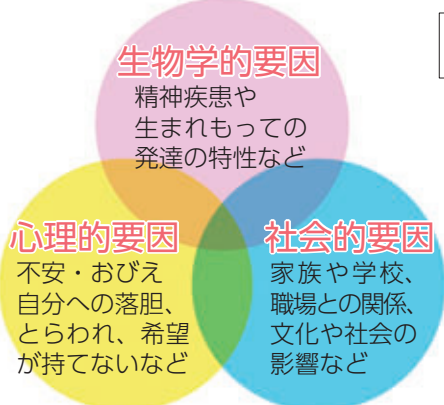 生物学的要因
精神疾患や
生まれもっての
発達の特性など
心理的要因
不安・おびえ
自分への落胆、
とらわれ、希望
が持てないなど
社会的要因
家族や学校、
職場との関係、
文化や社会の
影響など